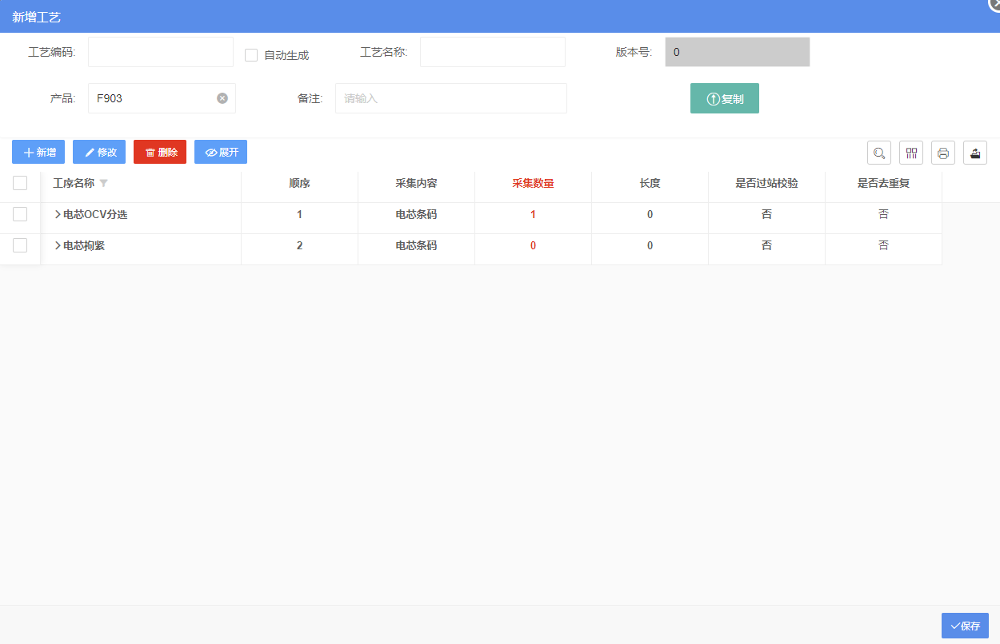 新增工艺
工艺编码: 自动生成 工艺名称: 版本号: 0
产品: F903 备注: 请输入 复制
新增 修改 删除 展开
工序名称 顺序 采集内容 采集数量 长度 是否过站校验 是否去重复
电芯OCV分选 1 电芯条码 1 0 否 否
电芯拘紧 2 电芯条码 0 0 否 否
保存